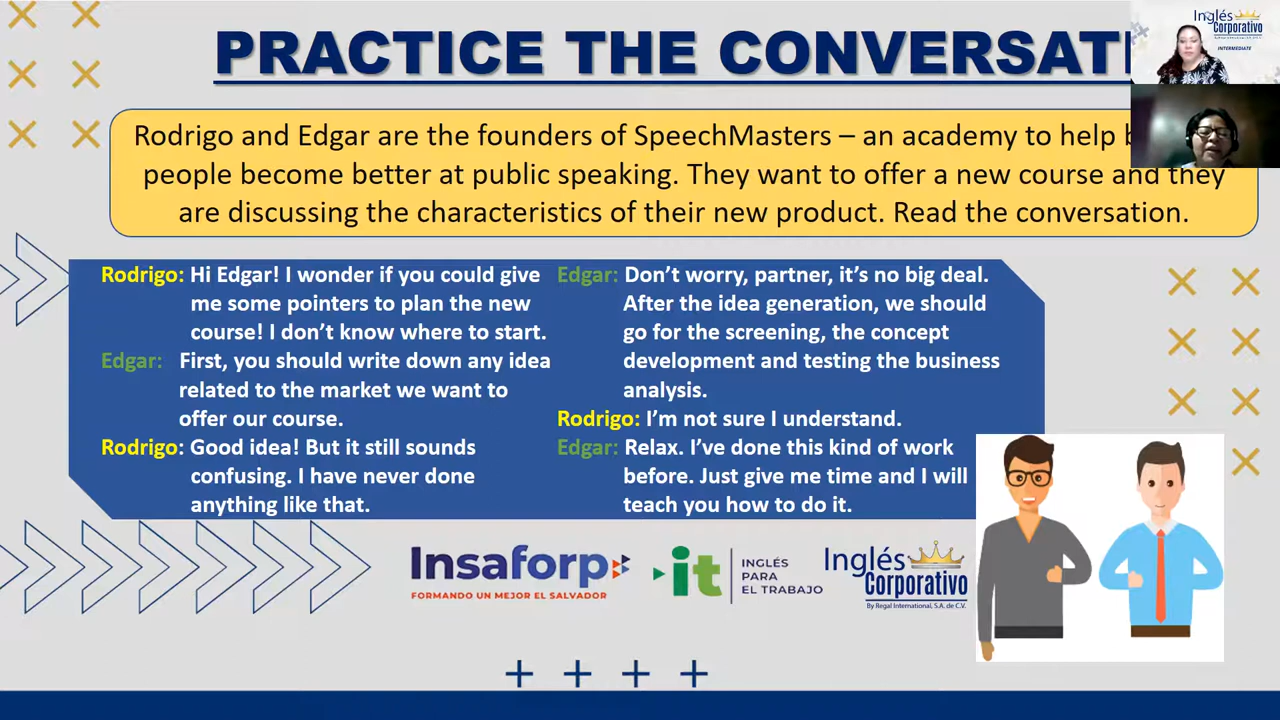 PRACTICE THE CONVERSATI
Rodrigo and Edgar are the founders of SpeechMasters – an academy to help
people become better at public speaking. They want to offer a new course and they
are discussing the characteristics of their new product. Read the conversation.
Rodrigo: Hi Edgar! I wonder if you could give
me some pointers to plan the new
course! I don't know where to start.
Edgar: First, you should write down any idea
related to the market we want to
offer our course.
Rodrigo: Good idea! But it still sounds
confusing. I have never done
anything like that.
Edgar: Don't worry, partner, it's no big deal.
After the idea generation, we should
go for the screening, the concept
development and testing the business
analysis.
Rodrigo: I'm not sure I understand.
Edgar: Relax. I've done this kind of work
before. Just give me time and I will
teach you how to do it.
Insaforp
FORMANDO UN MEJOR EL SALVADOR
it
INGLÉS
PARA
EL TRABAJO
Inglés
Corporativo
By Regal International, S.A. de C.V.
Inglés
Corporativo
INTERMEDIATE